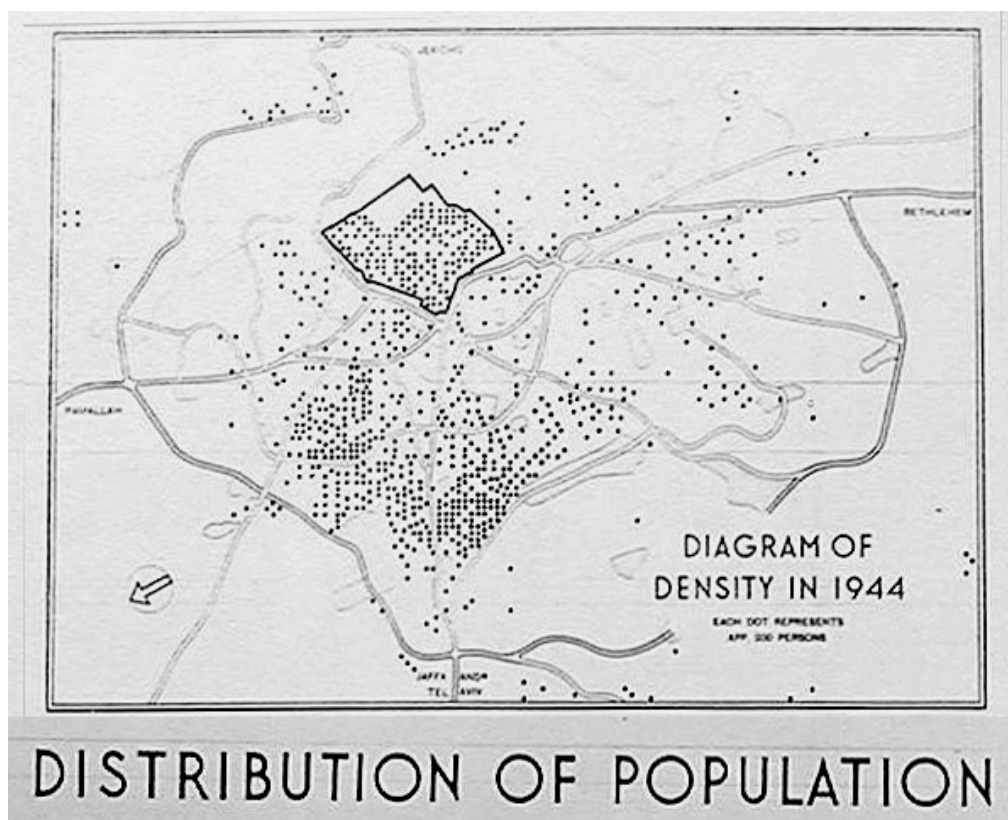 JERICHO
BETHLEHEM
RAMALLAH
DIAGRAM OF
DENSITY IN 1944
EACH DOT REPRESENTS
APP. 200 PERSONS
JAFFA AND
TEL AVIV
DISTRIBUTION OF POPULATION